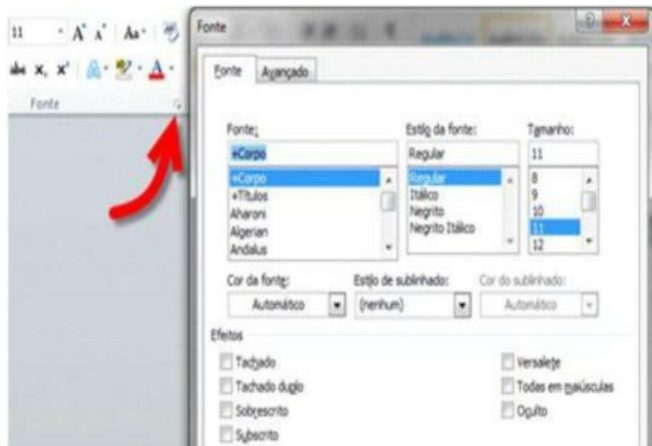 11 A A Aa
abc x, x A A
Fonte
Fonte
Fonte Avançado
Fonte: Estilo da fonte: Tamanho:
+Corpo Regular 11
+Corpo Regular 8
+Títulos Itálico 9
Aharoni Negrito 10
Algerian Negrito Itálico 11
Andalus 12
Cor da fonte: Estilo de sublinhado: Cor do sublinhado:
Automático (nenhum) Automático
Efeitos
Tachado Versalete
Tachado duplo Todas em maiúsculas
Sobrescrito Oculto
Subscrito